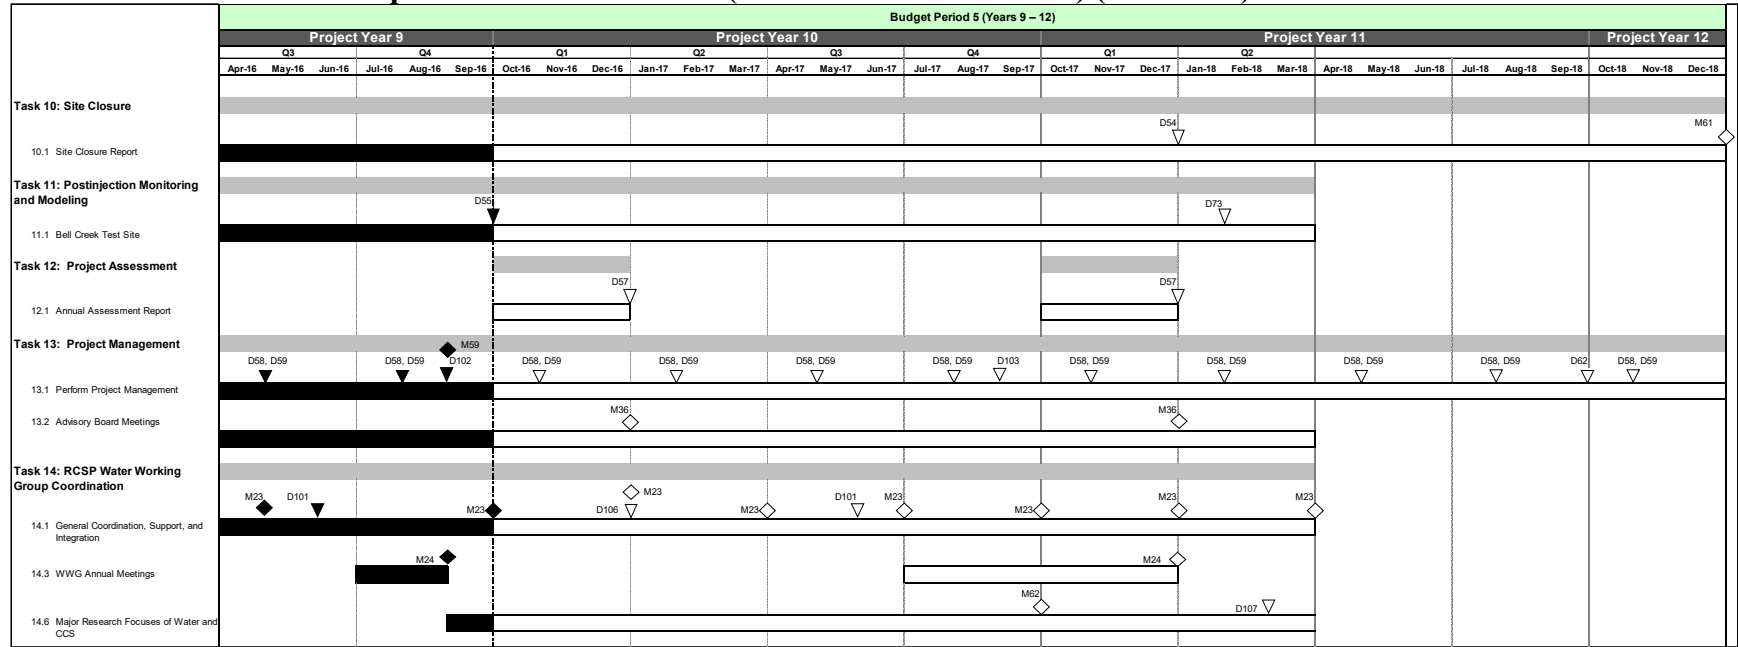 Budget Period 5 (Years 9 – 12)
Project Year 9 Project Year 10 Project Year 11 Project Year 12
Q3 Q4 Q1 Q2 Q3 Q4 Q1 Q2
Apr-16 May-16 Jun-16 Jul-16 Aug-16 Sep-16 Oct-16 Nov-16 Dec-16 Jan-17 Feb-17 Mar-17 Apr-17 May-17 Jun-17 Jul-17 Aug-17 Sep-17 Oct-17 Nov-17 Dec-17 Jan-18 Feb-18 Mar-18 Apr-18 May-18 Jun-18 Jul-18 Aug-18 Sep-18 Oct-18 Nov-18 Dec-18
Task 10: Site Closure
D54 M61
10.1 Site Closure Report
Task 11: Postinjection Monitoring
and Modeling
D55 D73
11.1 Bell Creek Test Site
Task 12: Project Assessment
D57 D57
12.1 Annual Assessment Report
Task 13: Project Management
M59
D58, D59 D58, D59 D102 D58, D59 D58, D59 D58, D59 D58, D59 D103 D58, D59 D58, D59 D58, D59 D58, D59 D62 D58, D59
13.1 Perform Project Management
M36 M36
13.2 Advisory Board Meetings
Task 14: RCSP Water Working
Group Coordination
M23
M23 D101 D101 M23 M23 M23
M23 D106 M23 M23
14.1 General Coordination, Support, and
Integration
M24 M24
14.3 WWG Annual Meetings
M62
D107
14.6 Major Research Focuses of Water and
CCS